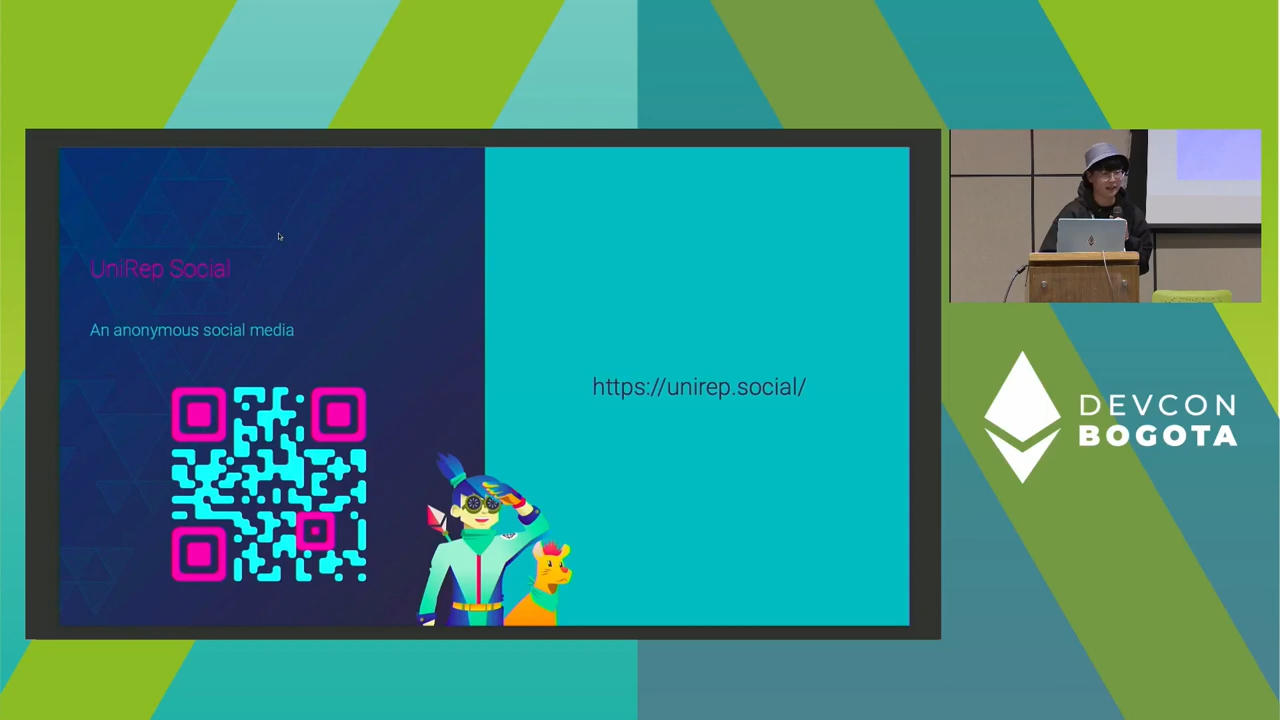 UniRep Social
An anonymous social media
https://unirep.social/
DEVCON
BOGOTA